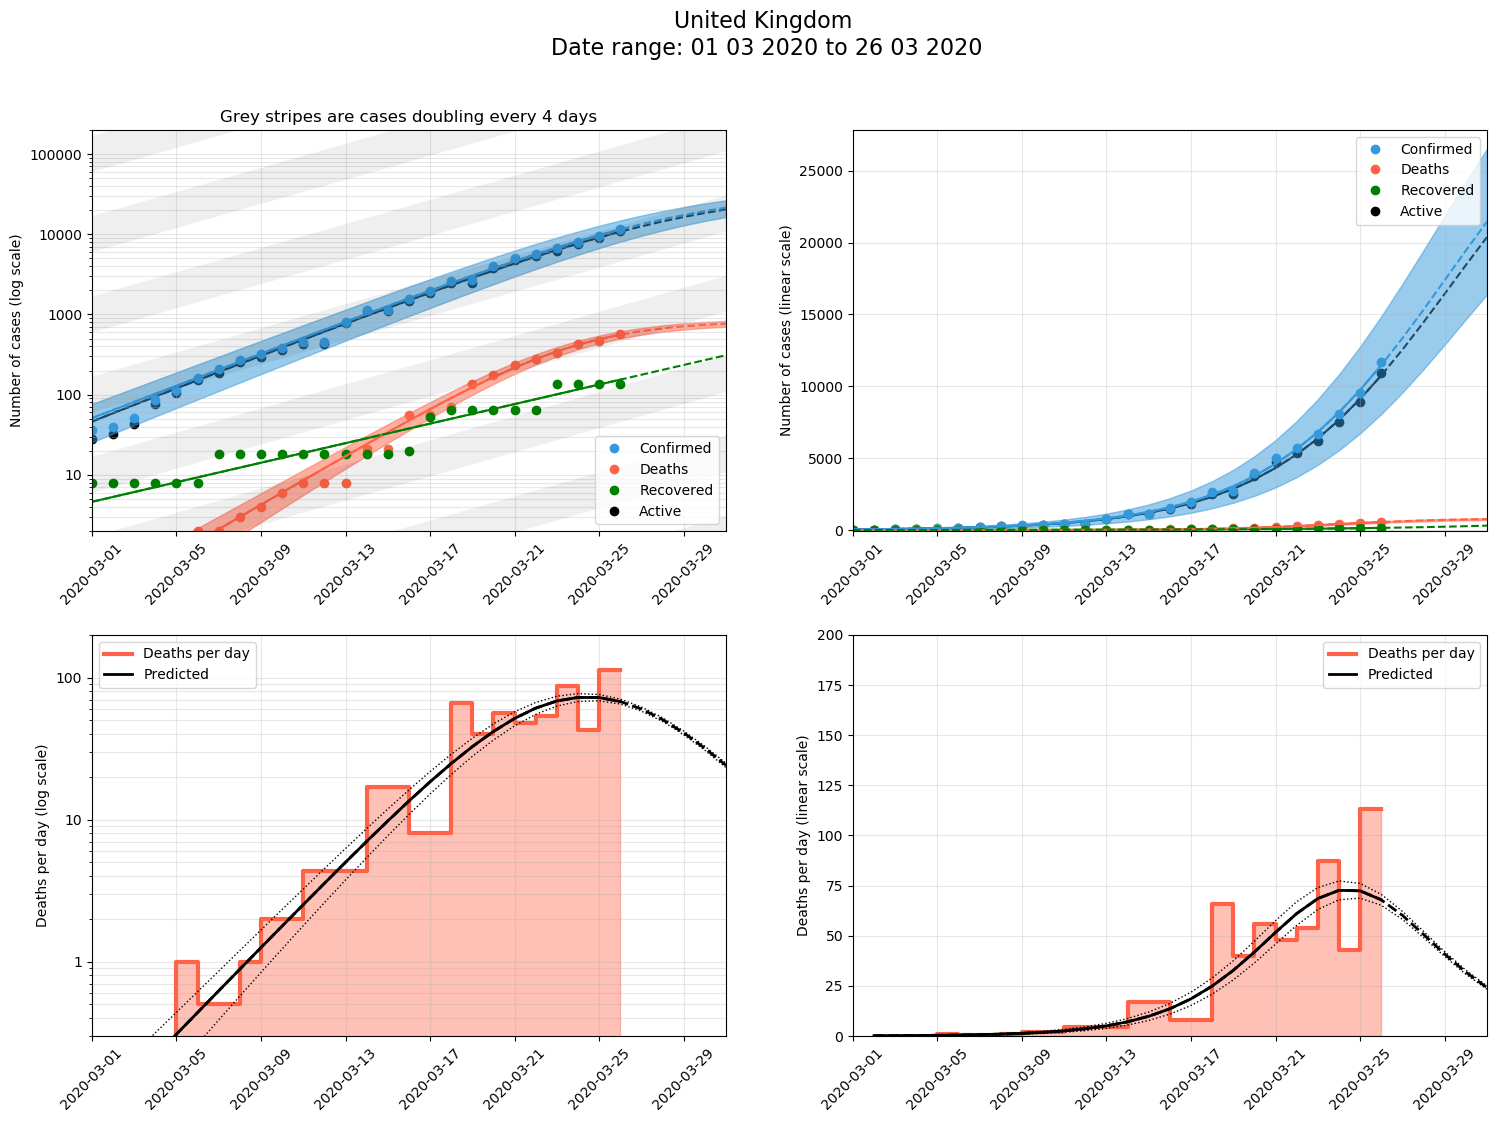 United Kingdom
Date range: 01 03 2020 to 26 03 2020
Grey stripes are cases doubling every 4 days
Number of cases (log scale)
100000
10000
1000
100
10
Confirmed
Deaths
Recovered
Active
2020-03-01
2020-03-05
2020-03-09
2020-03-13
2020-03-17
2020-03-21
2020-03-25
2020-03-29
Number of cases (linear scale)
25000
20000
15000
10000
5000
0
Confirmed
Deaths
Recovered
Active
2020-03-01
2020-03-05
2020-03-09
2020-03-13
2020-03-17
2020-03-21
2020-03-25
2020-03-29
Deaths per day (log scale)
100
10
1
Deaths per day
Predicted
2020-03-01
2020-03-05
2020-03-09
2020-03-13
2020-03-17
2020-03-21
2020-03-25
2020-03-29
Deaths per day (linear scale)
200
175
150
125
100
75
50
25
0
Deaths per day
Predicted
2020-03-01
2020-03-05
2020-03-09
2020-03-13
2020-03-17
2020-03-21
2020-03-25
2020-03-29